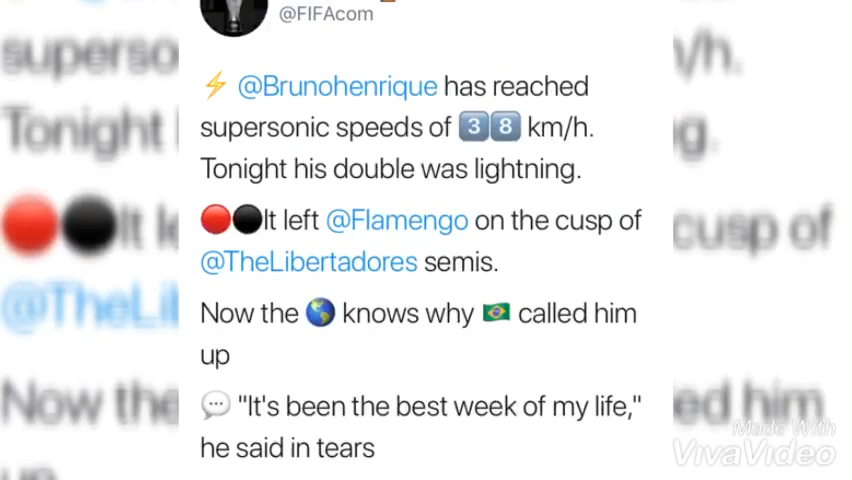 @FIFAcom
⚡ @Brunohenrique has reached
supersonic speeds of 3️⃣8️⃣ km/h.
Tonight his double was lightning.
🔴⚫It left @Flamengo on the cusp of
@TheLibertadores semis.
Now the 🌎 knows why 🇧🇷 called him
up
💬 "It's been the best week of my life,"
he said in tears
Made With
VivaVideo